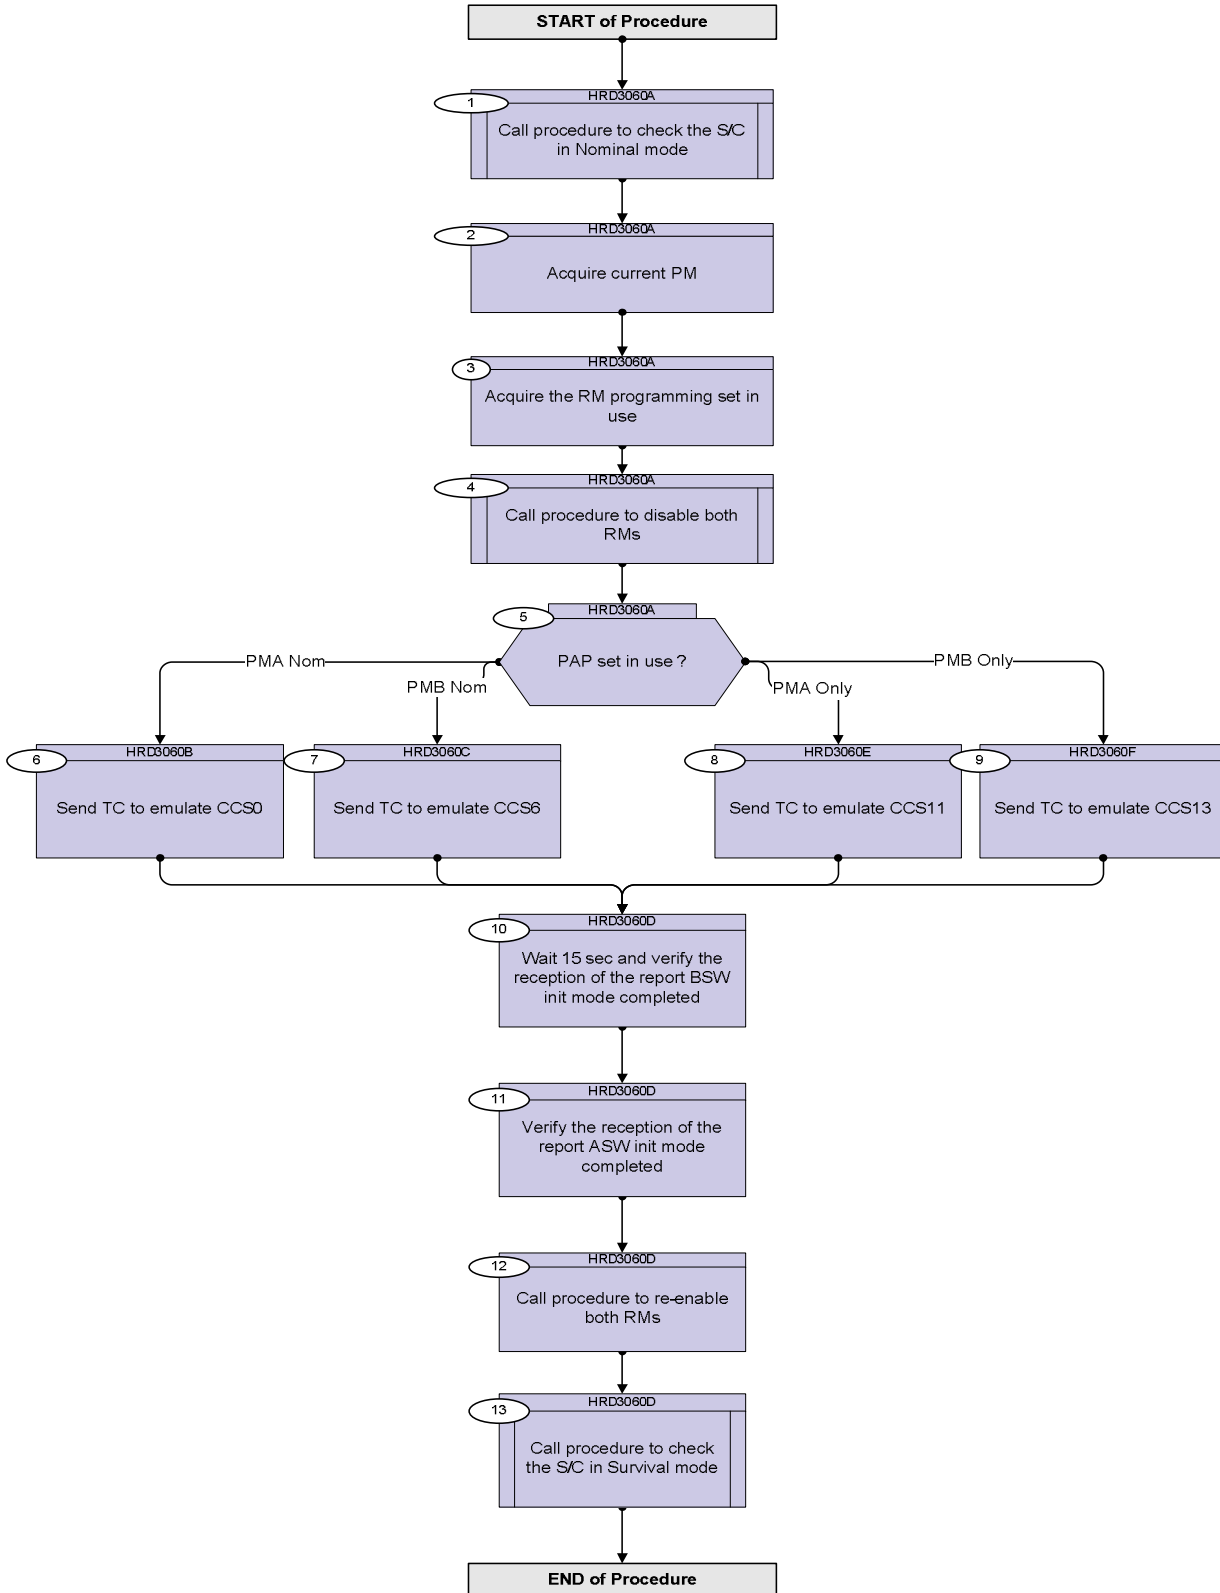 START of Procedure
HRD3060A
1
Call procedure to check the S/C
in Nominal mode
HRD3060A
2
Acquire current PM
HRD3060A
3
Acquire the RM programming set in
use
HRD3060A
4
Call procedure to disable both
RMs
HRD3060A
5
PAP set in use ?
PMA Nom
PMB Nom
PMA Only
PMB Only
HRD3060B
6
Send TC to emulate CCS0
HRD3060C
7
Send TC to emulate CCS6
HRD3060E
8
Send TC to emulate CCS11
HRD3060F
9
Send TC to emulate CCS13
HRD3060D
10
Wait 15 sec and verify the
reception of the report BSW
init mode completed
HRD3060D
11
Verify the reception of the
report ASW init mode
completed
HRD3060D
12
Call procedure to re-enable
both RMs
HRD3060D
13
Call procedure to check
the S/C in Survival mode
END of Procedure